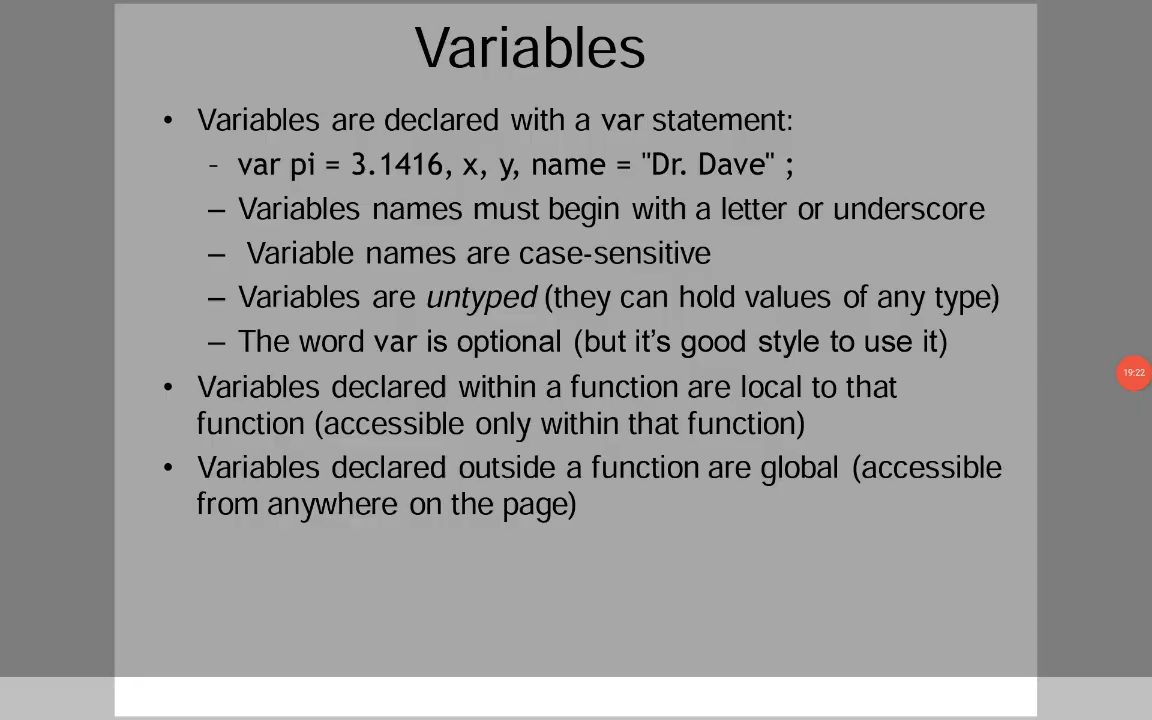 Variables
• Variables are declared with a var statement:
- var pi = 3.1416, x, y, name = "Dr. Dave" ;
– Variables names must begin with a letter or underscore
– Variable names are case-sensitive
– Variables are untyped (they can hold values of any type)
– The word var is optional (but it’s good style to use it)
• Variables declared within a function are local to that
function (accessible only within that function)
• Variables declared outside a function are global (accessible
from anywhere on the page)
19:22